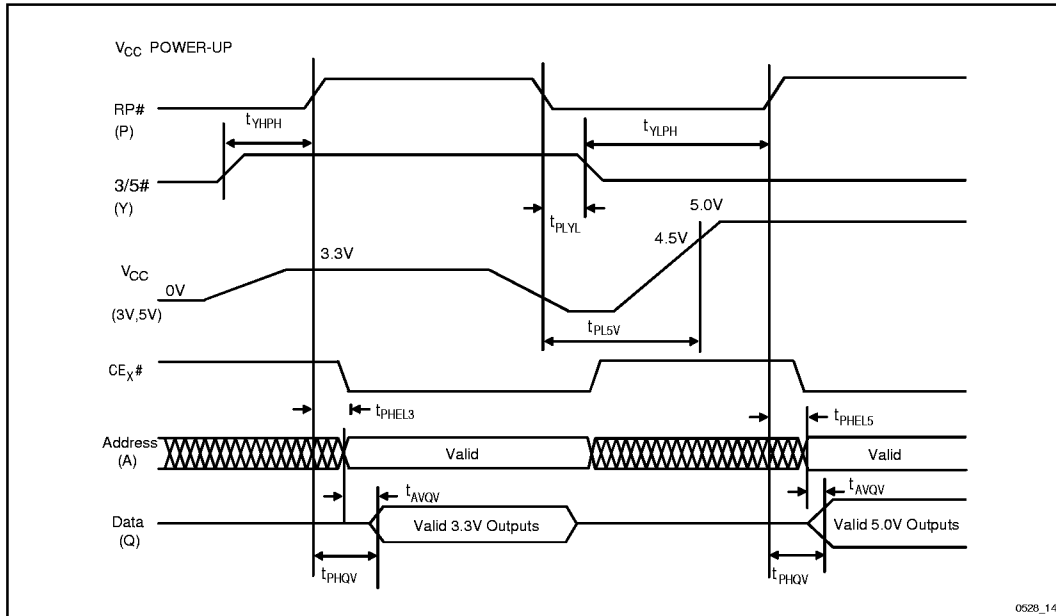 VCC POWER-UP
RP#
(P)
tYHPH
tYLPH
3/5#
(Y)
tPLYL
5.0V
4.5V
3.3V
VCC
0V
(3V,5V)
tPL5V
CEX#
tPHEL3
tPHEL5
Address
(A)
Valid
Valid
tAVQV
tAVQV
Data
(Q)
Valid 3.3V Outputs
Valid 5.0V Outputs
tPHQV
tPHQV
0528_14